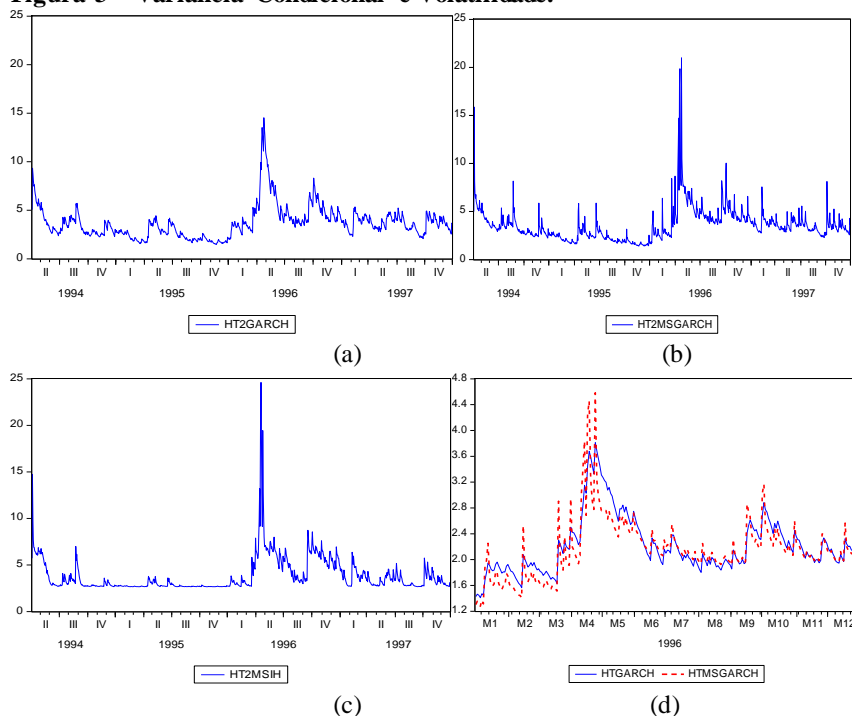 Figura Variância Condicional e Volatilidade.
25
20
15
10
5
0
II III IV I II III IV I II III IV I II III IV
1994 1995 1996 1997
HT2GARCH
(a)
25
20
15
10
5
0
II III IV I II III IV I II III IV I II III IV
1994 1995 1996 1997
HT2MSGARCH
(b)
25
20
15
10
5
0
II III IV I II III IV I II III IV I II III IV
1994 1995 1996 1997
HT2MSIH
(c)
4.8
4.4
4.0
3.6
3.2
2.8
2.4
2.0
1.6
1.2
M1 M2 M3 M4 M5 M6 M7 M8 M9 M10 M11 M12
1996
HTGARCH HTMSGARCH
(d)